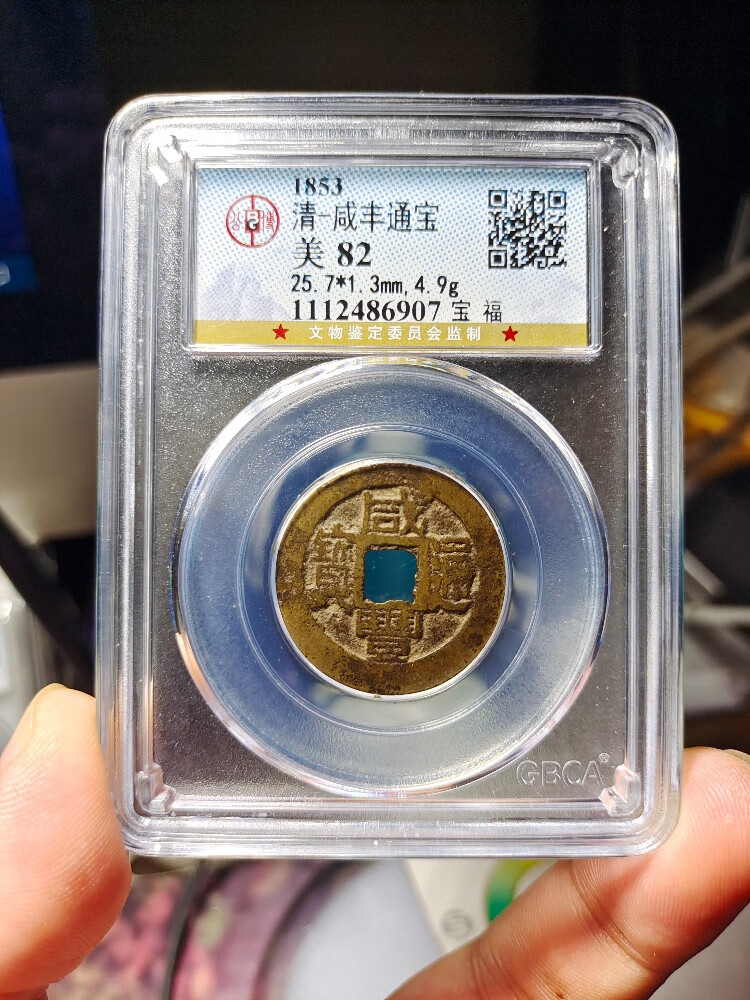 1853
清-咸丰通宝
美 82
25.7*1.3mm,4.9g
1112486907 宝 福
★ 文物鉴定委员会监制 ★
咸
寶 通
豐
GBCA®